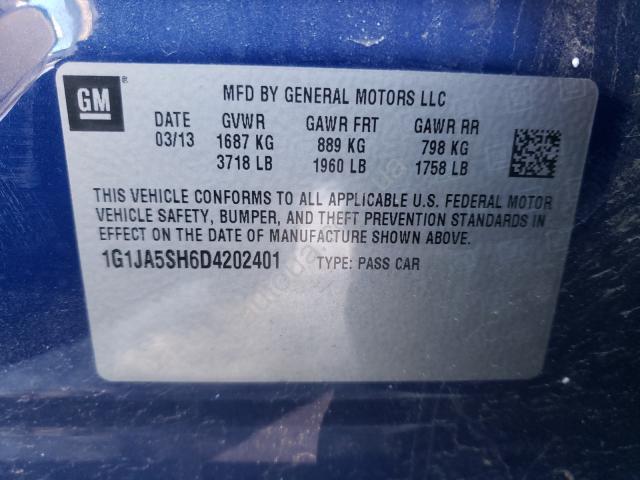 GM
MFD BY GENERAL MOTORS LLC
DATE GVWR GAWR FRT GAWR RR
03/13 1687 KG 889 KG 798 KG
3718 LB 1960 LB 1758 LB
THIS VEHICLE CONFORMS TO ALL APPLICABLE U.S. FEDERAL MOTOR
VEHICLE SAFETY, BUMPER, AND THEFT PREVENTION STANDARDS IN
EFFECT ON THE DATE OF MANUFACTURE SHOWN ABOVE.
1G1JA5SH6D4202401 TYPE: PASS CAR